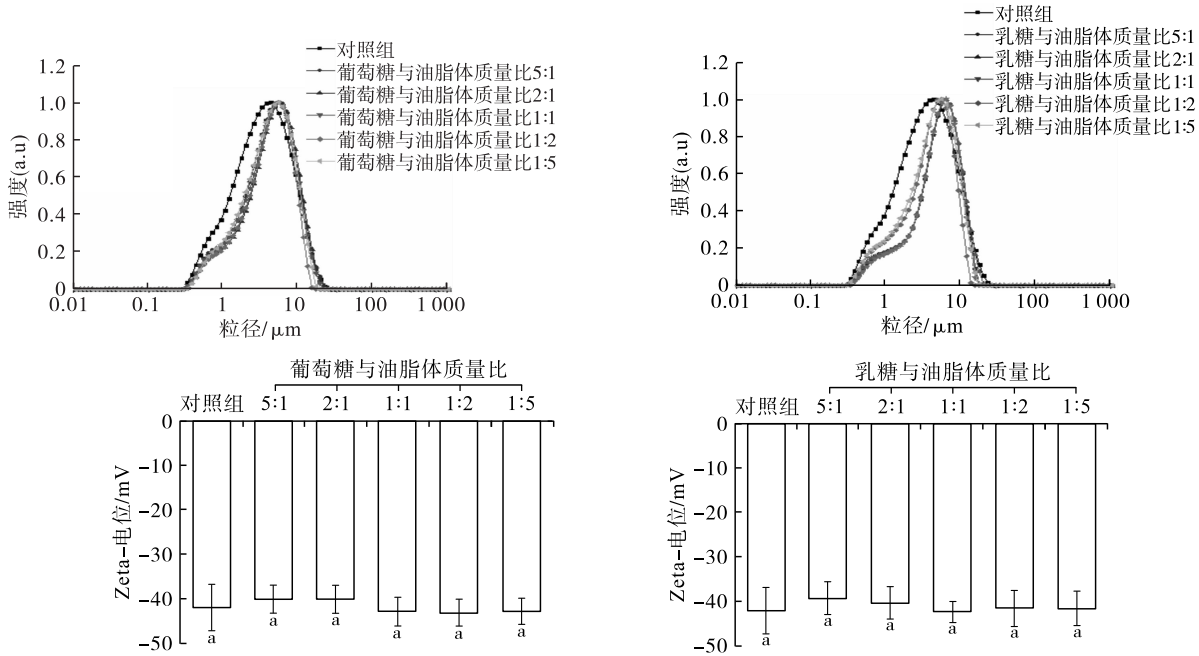 对照组
葡萄糖与油脂体质量比5:1
葡萄糖与油脂体质量比2:1
葡萄糖与油脂体质量比1:1
葡萄糖与油脂体质量比1:2
葡萄糖与油脂体质量比1:5
1.2
1.0
0.8
0.6
0.4
0.2
0
强度(a.u)
0.01 0.1 1 10 100 1 000
粒径/μm
对照组
乳糖与油脂体质量比5:1
乳糖与油脂体质量比2:1
乳糖与油脂体质量比1:1
乳糖与油脂体质量比1:2
乳糖与油脂体质量比1:5
1.2
1.0
0.8
0.6
0.4
0.2
0
强度(a.u)
0.01 0.1 1 10 100 1 000
粒径/μm
葡萄糖与油脂体质量比
对照组 5:1 2:1 1:1 1:2 1:5
0
-10
-20
-30
-40
-50
Zeta-电位/mV
a a a a a a
乳糖与油脂体质量比
对照组 5:1 2:1 1:1 1:2 1:5
0
-10
-20
-30
-40
-50
Zeta-电位/mV
a a a a a a